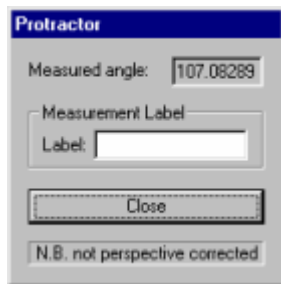 Protractor
Measured angle: 107.08289
Measurement Label
Label:
Close
N.B. not perspective corrected